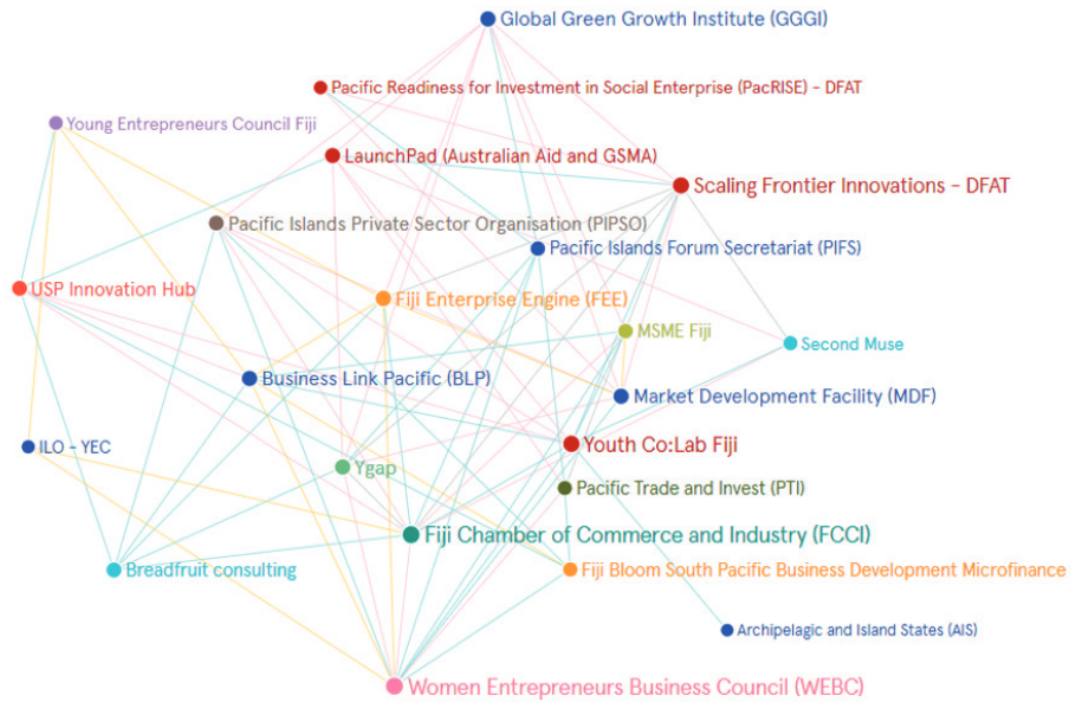 Global Green Growth Institute (GGGI)
Pacific Readiness for Investment in Social Enterprise (PacRISE) - DFAT
Young Entrepreneurs Council Fiji
LaunchPad (Australian Aid and GSMA)
Scaling Frontier Innovations - DFAT
Pacific Islands Private Sector Organisation (PIPSO)
Pacific Islands Forum Secretariat (PIFS)
USP Innovation Hub
Fiji Enterprise Engine (FEE)
MSME Fiji
Second Muse
Business Link Pacific (BLP)
Market Development Facility (MDF)
Youth Co:Lab Fiji
ILO - YEC
Ygap
Pacific Trade and Invest (PTI)
Fiji Chamber of Commerce and Industry (FCCI)
Breadfruit consulting
Fiji Bloom South Pacific Business Development Microfinance
Archipelagic and Island States (AIS)
Women Entrepreneurs Business Council (WEBC)